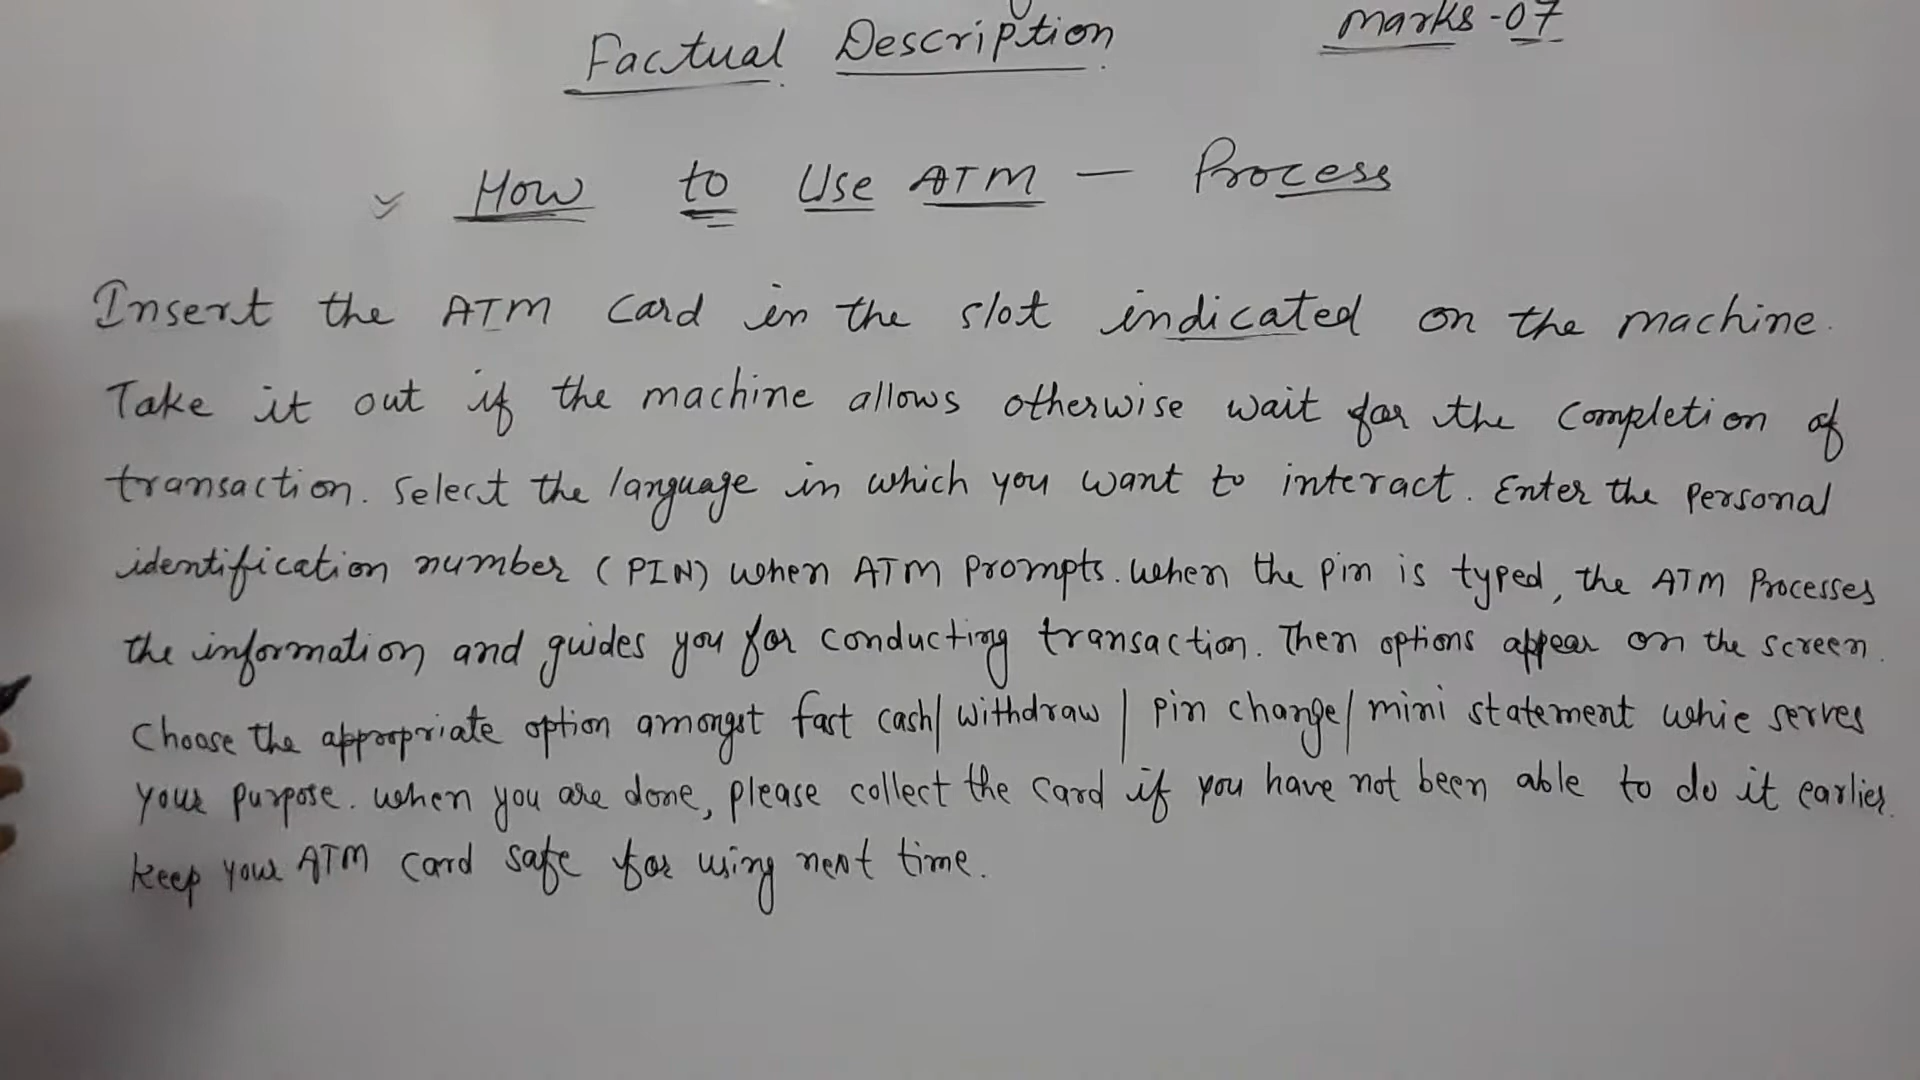 Factual Description
marks-07
How to Use ATM — Process
Insert the ATM Card in the slot indicated on the machine.
Take it out if the machine allows otherwise wait for the completion of
transaction. Select the language in which you want to interact. Enter the personal
identification number (PIN) when ATM prompts. when the pin is typed, the ATM Processes
the information and guides you for conducting transaction. Then options appear on the screen.
Choose the appropriate option amongst fast cash/ withdraw / pin change/ mini statement whie serves
your purpose. when you are done, please collect the card if you have not been able to do it earlier.
keep your ATM card safe for using next time.